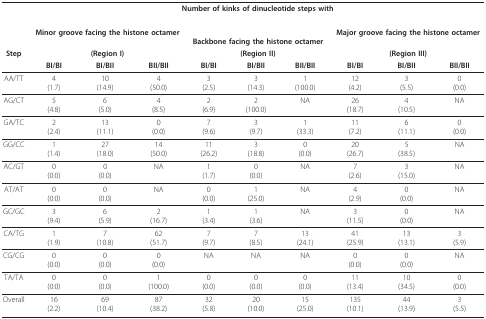 Number of kinks of dinucleotide steps with
Minor groove facing the histone octamer Backbone facing the histone octamer Major groove facing the histone octamer
Step (Region I) (Region II) (Region III)
BI/BI BI/BII BII/BII BI/BI BI/BII BII/BII BI/BI BI/BII BII/BII
AA/TT 4 10 4 3 3 1 12 3 0
(1.7) (14.9) (50.0) (2.5) (14.3) (100.0) (4.2) (5.5) (0.0)
AG/CT 5 6 4 2 2 NA 26 4 NA
(4.8) (5.0) (8.5) (6.9) (100.0) (18.7) (10.5)
GA/TC 2 13 0 7 3 1 11 6 0
(2.4) (11.1) (0.0) (9.6) (9.7) (33.3) (7.2) (11.1) (0.0)
GG/CC 1 27 14 11 3 0 20 5 NA
(1.4) (18.0) (50.0) (26.2) (18.8) (0.0) (26.7) (38.5)
AC/GT 0 0 NA 1 0 NA 7 3 NA
(0.0) (0.0) (1.7) (0.0) (2.6) (15.0)
AT/AT 0 0 NA 0 1 NA 4 0 NA
(0.0) (0.0) (0.0) (25.0) (2.9) (0.0)
GC/GC 3 6 2 1 1 NA 3 0 NA
(9.4) (5.9) (16.7) (3.4) (3.6) (11.5) (0.0)
CA/TG 1 7 62 7 7 13 41 13 3
(1.9) (10.8) (51.7) (9.7) (8.5) (24.1) (25.9) (13.1) (5.9)
CG/CG 0 0 0 NA NA NA 0 0 NA
(0.0) (0.0) (0.0) (0.0) (0.0)
TA/TA 0 0 1 0 0 0 11 10 0
(0.0) (0.0) (100.0) (0.0) (0.0) (0.0) (13.4) (34.5) (0.0)
Overall 16 69 87 32 20 15 135 44 3
(2.2) (10.4) (38.2) (5.8) (10.0) (25.0) (10.1) (13.9) (5.5)